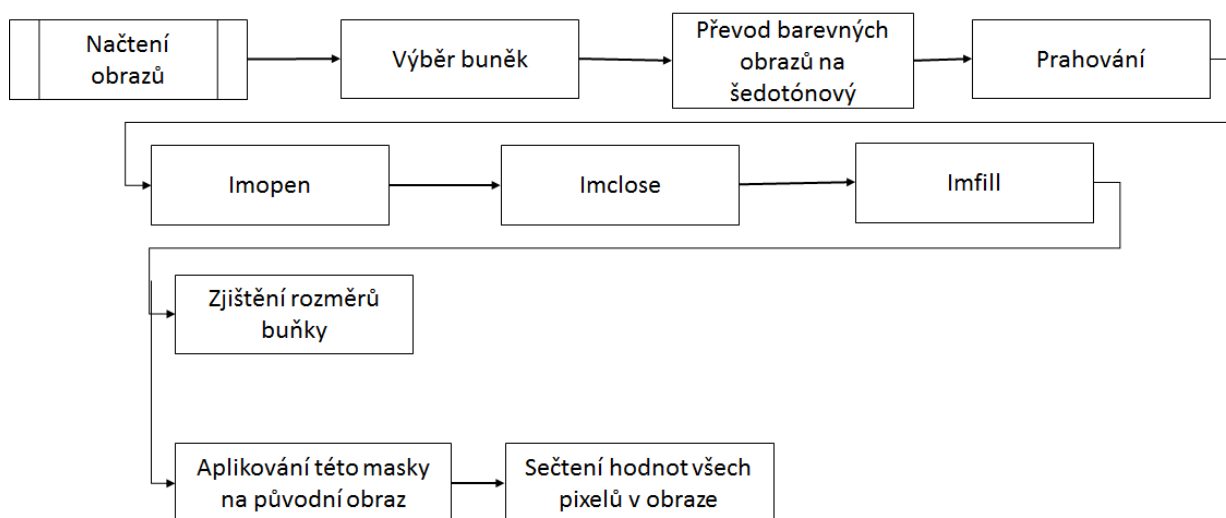 Načtení
obrazů
Výběr buněk
Převod barevných
obrazů na
šedotónový
Prahování
Imopen
Imclose
Imfill
Zjištění rozměrů
buňky
Aplikování této masky
na původní obraz
Sečtení hodnot všech
pixelů v obraze